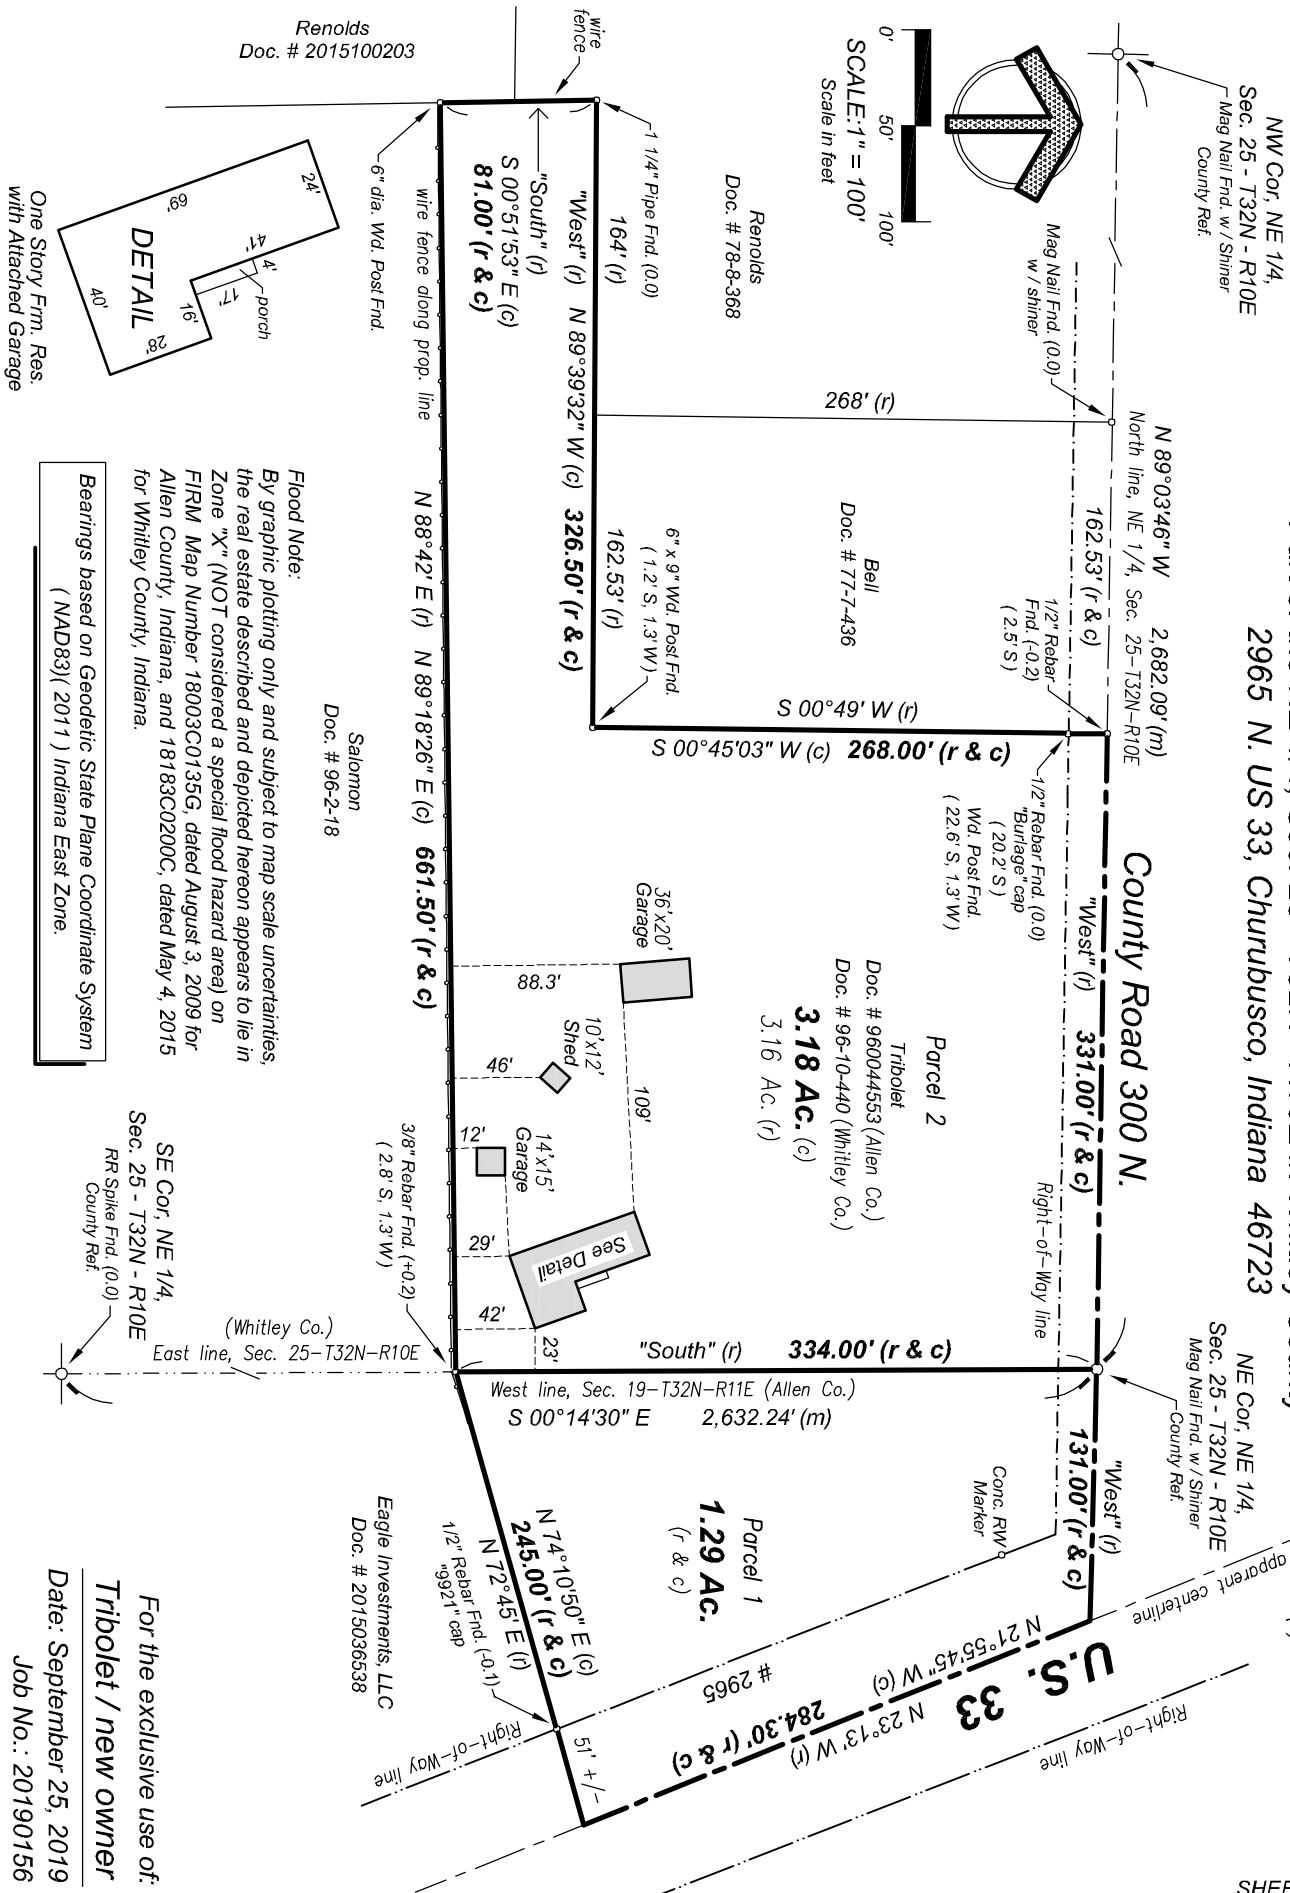 2965 N. US 33, Churubusco, Indiana 46723
NW Cor, NE 1/4,
Sec. 25 - T32N - R10E
Mag Nail Fnd. w / Shiner
County Ref.
0'
50'
100'
SCALE:1" = 100'
Scale in feet
Mag Nail Fnd. (0.0)
w / shiner
N 89°03'46" W 2,682.09' (m)
North line, NE 1/4, Sec. 25-T32N-R10E
162.53' (r & c)
1/2" Rebar
Fnd. (-0.2)
( 2.5' S )
County Road 300 N.
"West" (r) 331.00' (r & c)
Right-of-Way line
NE Cor, NE 1/4,
Sec. 25 - T32N - R10E
Mag Nail Fnd. w / Shiner
County Ref.
"West" (r)
131.00' (r & c)
apparent centerline
U.S. 33
Right-of-Way line
N 21°55'45" W (c)
N 23°13' W (r)
284.30' (r & c)
# 2965
Right-of-Way line
Conc. RW
Marker
Parcel 1
1.29 Ac.
(r & c)
Renolds
Doc. # 2015100203
wire
fence
1 1/4" Pipe Fnd. (0.0)
Renolds
Doc. # 78-8-368
268' (r)
Bell
Doc. # 77-7-436
164' (r)
162.53' (r)
6" x 9" Wd. Post Fnd.
( 1.2' S, 1.3' W )
"West" (r) N 89°39'32" W (c) 326.50' (r & c)
S 00°49' W (r)
S 00°45'03" W (c) 268.00' (r & c)
1/2" Rebar Fnd. (0.0)
"Burlage" cap
( 20.2' S )
Wd. Post Fnd.
( 22.6' S, 1.3' W )
Parcel 2
Tribolet
Doc. # 960044553 (Allen Co.)
Doc. # 96-10-440 (Whitley Co.)
3.18 Ac. (c)
3.16 Ac. (r)
"South" (r)
S 00°51'53" E (c)
81.00' (r & c)
6" dia. Wd. Post Fnd.
wire fence along prop. line
N 88°42' E (r) N 89°18'26" E (c) 661.50' (r & c)
36'x20'
Garage
88.3'
10'x12'
Shed
46'
109'
14'x15'
Garage
12'
29'
42'
23'
See Detail
"South" (r) 334.00' (r & c)
West line, Sec. 19-T32N-R11E (Allen Co.)
S 00°14'30" E 2,632.24' (m)
(Whitley Co.)
East line, Sec. 25-T32N-R10E
3/8" Rebar Fnd. (+0.2)
( 2.8' S, 1.3' W )
SE Cor, NE 1/4,
Sec. 25 - T32N - R10E
RR Spike Fnd. (0.0)
County Ref.
N 74°10'50" E (c)
245.00' (r & c)
N 72°45' E (r)
1/2" Rebar Fnd. (-0.1)
"9921" cap
51' +/-
Eagle Investments, LLC
Doc. # 2015036538
Salomon
Doc. # 96-2-18
24'
69'
41'
4'
17'
porch
16'
28'
40'
DETAIL
One Story Frm. Res.
with Attached Garage
Flood Note:
By graphic plotting only and subject to map scale uncertainties,
the real estate described and depicted hereon appears to lie in
Zone "X" (NOT considered a special flood hazard area) on
FIRM Map Number 18003C0135G, dated August 3, 2009 for
Allen County, Indiana, and 18183C0200C, dated May 4, 2015
for Whitley County, Indiana.
Bearings based on Geodetic State Plane Coordinate System
( NAD83)( 2011 ) Indiana East Zone.
For the exclusive use of:
Tribolet / new owner
Date: September 25, 2019
Job No.: 20190156